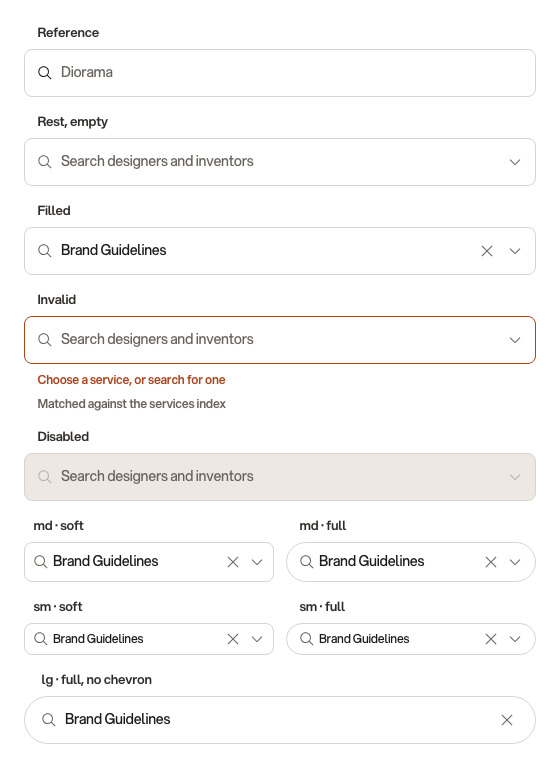 Reference
Diorama
Rest, empty
Search designers and inventors
Filled
Brand Guidelines
Invalid
Search designers and inventors
Choose a service, or search for one
Matched against the services index
Disabled
Search designers and inventors
md · soft
md · full
Brand Guidelines
Brand Guidelines
sm · soft
sm · full
Brand Guidelines
Brand Guidelines
lg · full, no chevron
Brand Guidelines